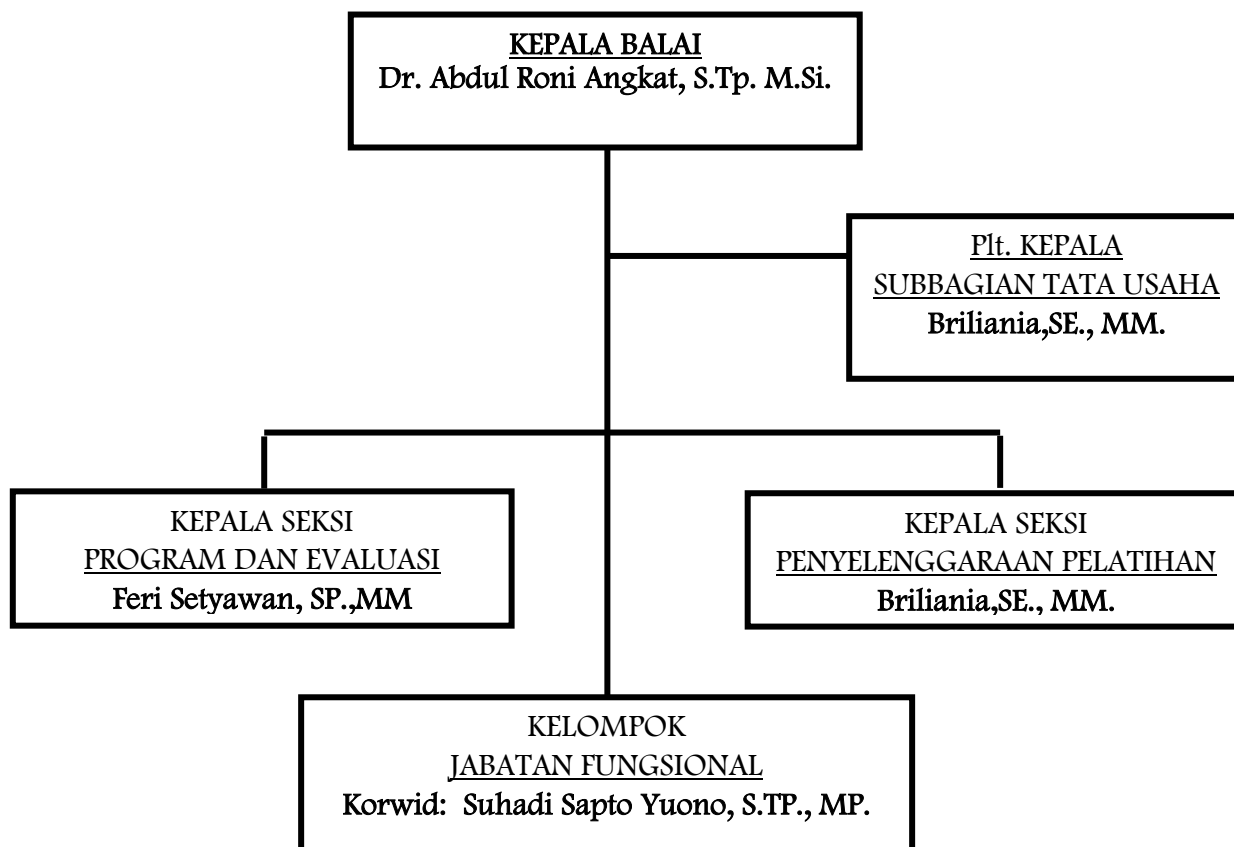 KEPALA BALAI
Dr. Abdul Roni Angkat, S.Tp. M.Si.
Plt. KEPALA
SUBBAGIAN TATA USAHA
Briliania,SE., MM.
KEPALA SEKSI
PROGRAM DAN EVALUASI
Feri Setyawan, SP.,MM
KEPALA SEKSI
PENYELENGGARAAN PELATIHAN
Briliania,SE., MM.
KELOMPOK
JABATAN FUNGSIONAL
Korwid: Suhadi Sapto Yuono, S.TP., MP.